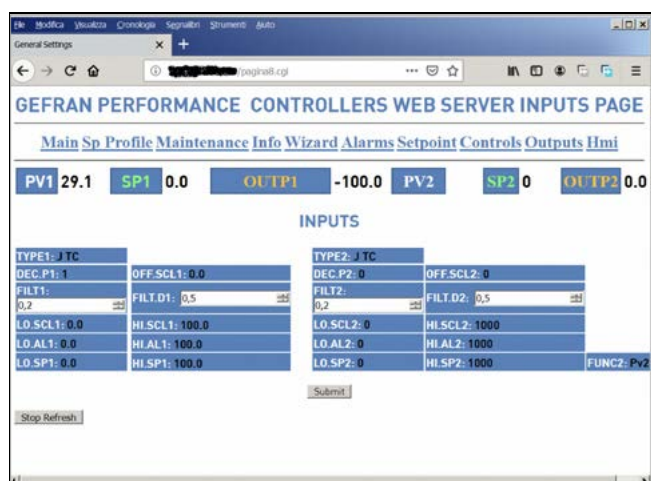 File Modifica Visualizza Cronologia Segnalibri Strumenti Aiuto
General Settings
/pagina8.cgi
GEFRAN PERFORMANCE CONTROLLERS WEB SERVER INPUTS PAGE
Main Sp Profile Maintenance Info Wizard Alarms Setpoint Controls Outputs Hmi
PV1 29.1 SP1 0.0 OUTP1 -100.0 PV2 SP2 0 OUTP2 0.0
INPUTS
TYPE1: J TC TYPE2: J TC
DEC.P1: 1 OFF.SCL1: 0.0 DEC.P2: 0 OFF.SCL2: 0
FILT1: 0,2 FILT.D1: 0,5 FILT2: 0,2 FILT.D2: 0,5
LO.SCL1: 0.0 HI.SCL1: 100.0 LO.SCL2: 0 HI.SCL2: 1000
LO.AL1: 0.0 HI.AL1: 100.0 LO.AL2: 0 HI.AL2: 1000
LO.SP1: 0.0 HI.SP1: 100.0 LO.SP2: 0 HI.SP2: 1000 FUNC2: Pv2
Submit
Stop Refresh